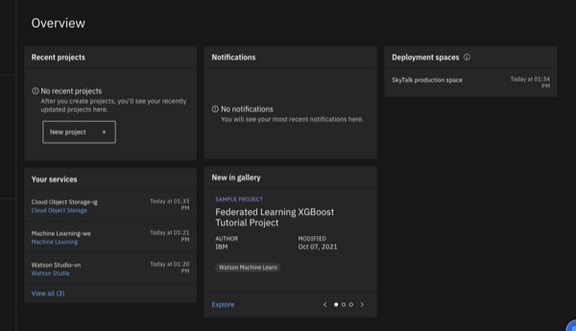 Overview
Recent projects
No recent projects
After you create projects, you'll see your recently
updated projects here.
New project +
Your services
Cloud Object Storage-ig
Cloud Object Storage
Today at 01:33
PM
Machine Learning-we
Machine Learning
Today at 01:21
PM
Watson Studio-vn
Watson Studio
Today at 01:20
PM
View all (3)
Notifications
No notifications
You will see your most recent notifications here.
New in gallery
SAMPLE PROJECT
Federated Learning XGBoost
Tutorial Project
AUTHOR
IBM
MODIFIED
Oct 07, 2021
Watson Machine Learn
Explore
Deployment spaces
SkyTalk production space
Today at 01:34
PM